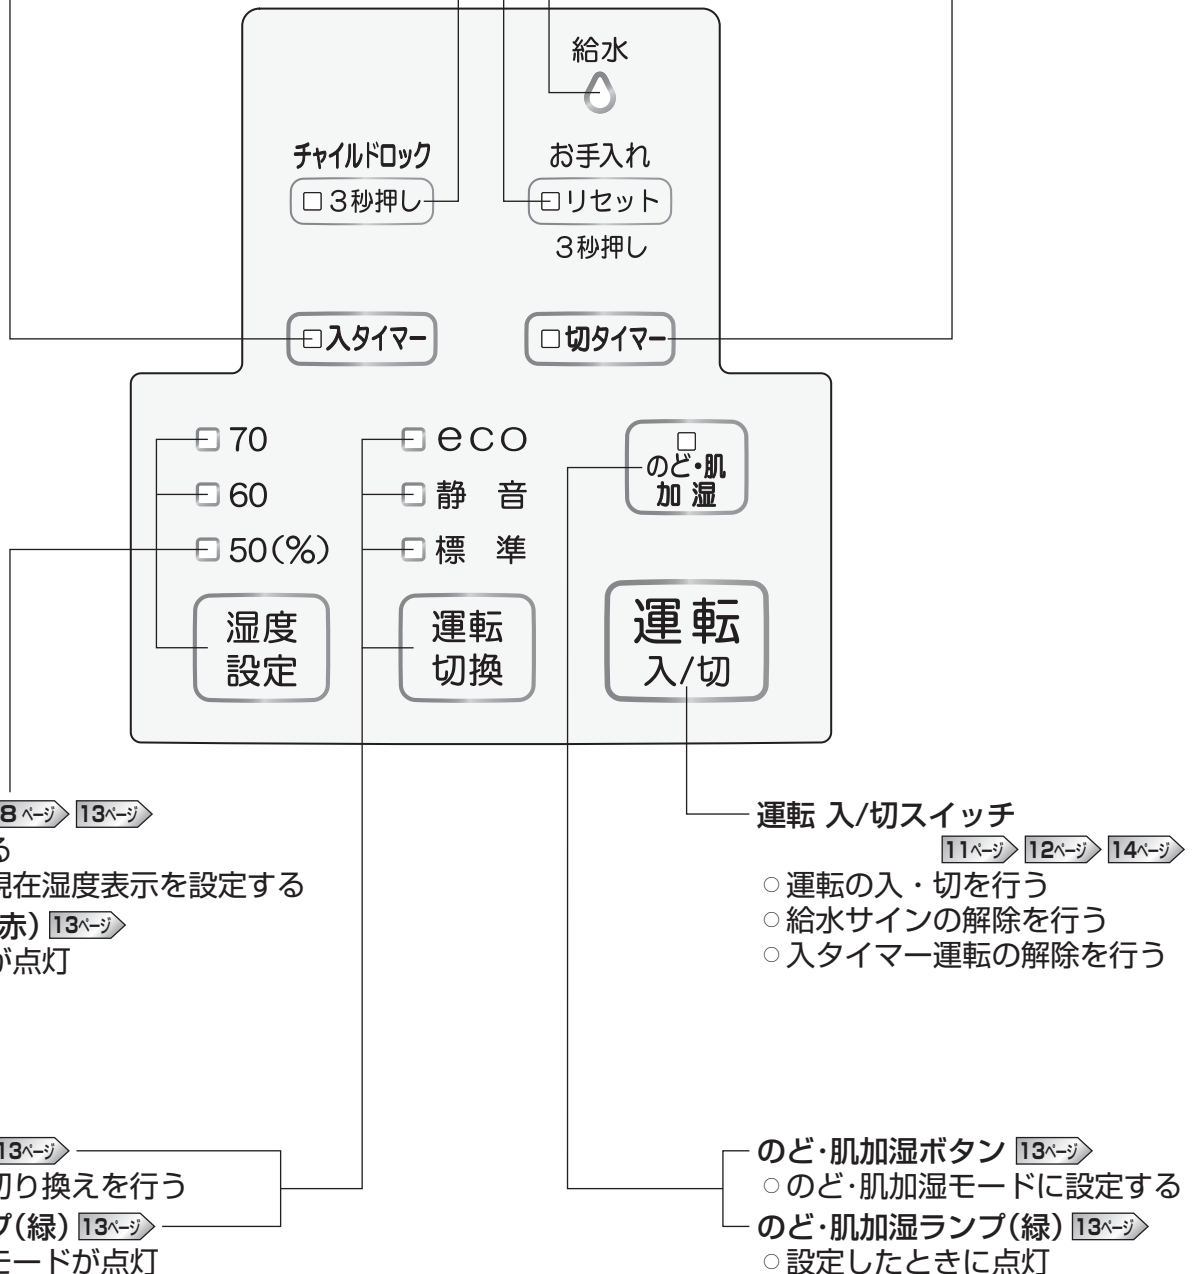 給水
チャイルドロック
お手入れ
3秒押し
リセット
3秒押し
入タイマー
切タイマー
70
60
50(%)
eco
静 音
標 準
のど・肌
加 湿
湿度
設定
運転
切換
運転
入/切
8ページ 13ページ
る
現在湿度表示を設定する
赤) 13ページ
が点灯
運転 入/切スイッチ
11ページ 12ページ 14ページ
○運転の入・切を行う
○給水サインの解除を行う
○入タイマー運転の解除を行う
13ページ
切り換えを行う
プ(緑) 13ページ
モードが点灯
のど・肌加湿ボタン 13ページ
○のど・肌加湿モードに設定する
のど・肌加湿ランプ(緑) 13ページ
○設定したときに点灯